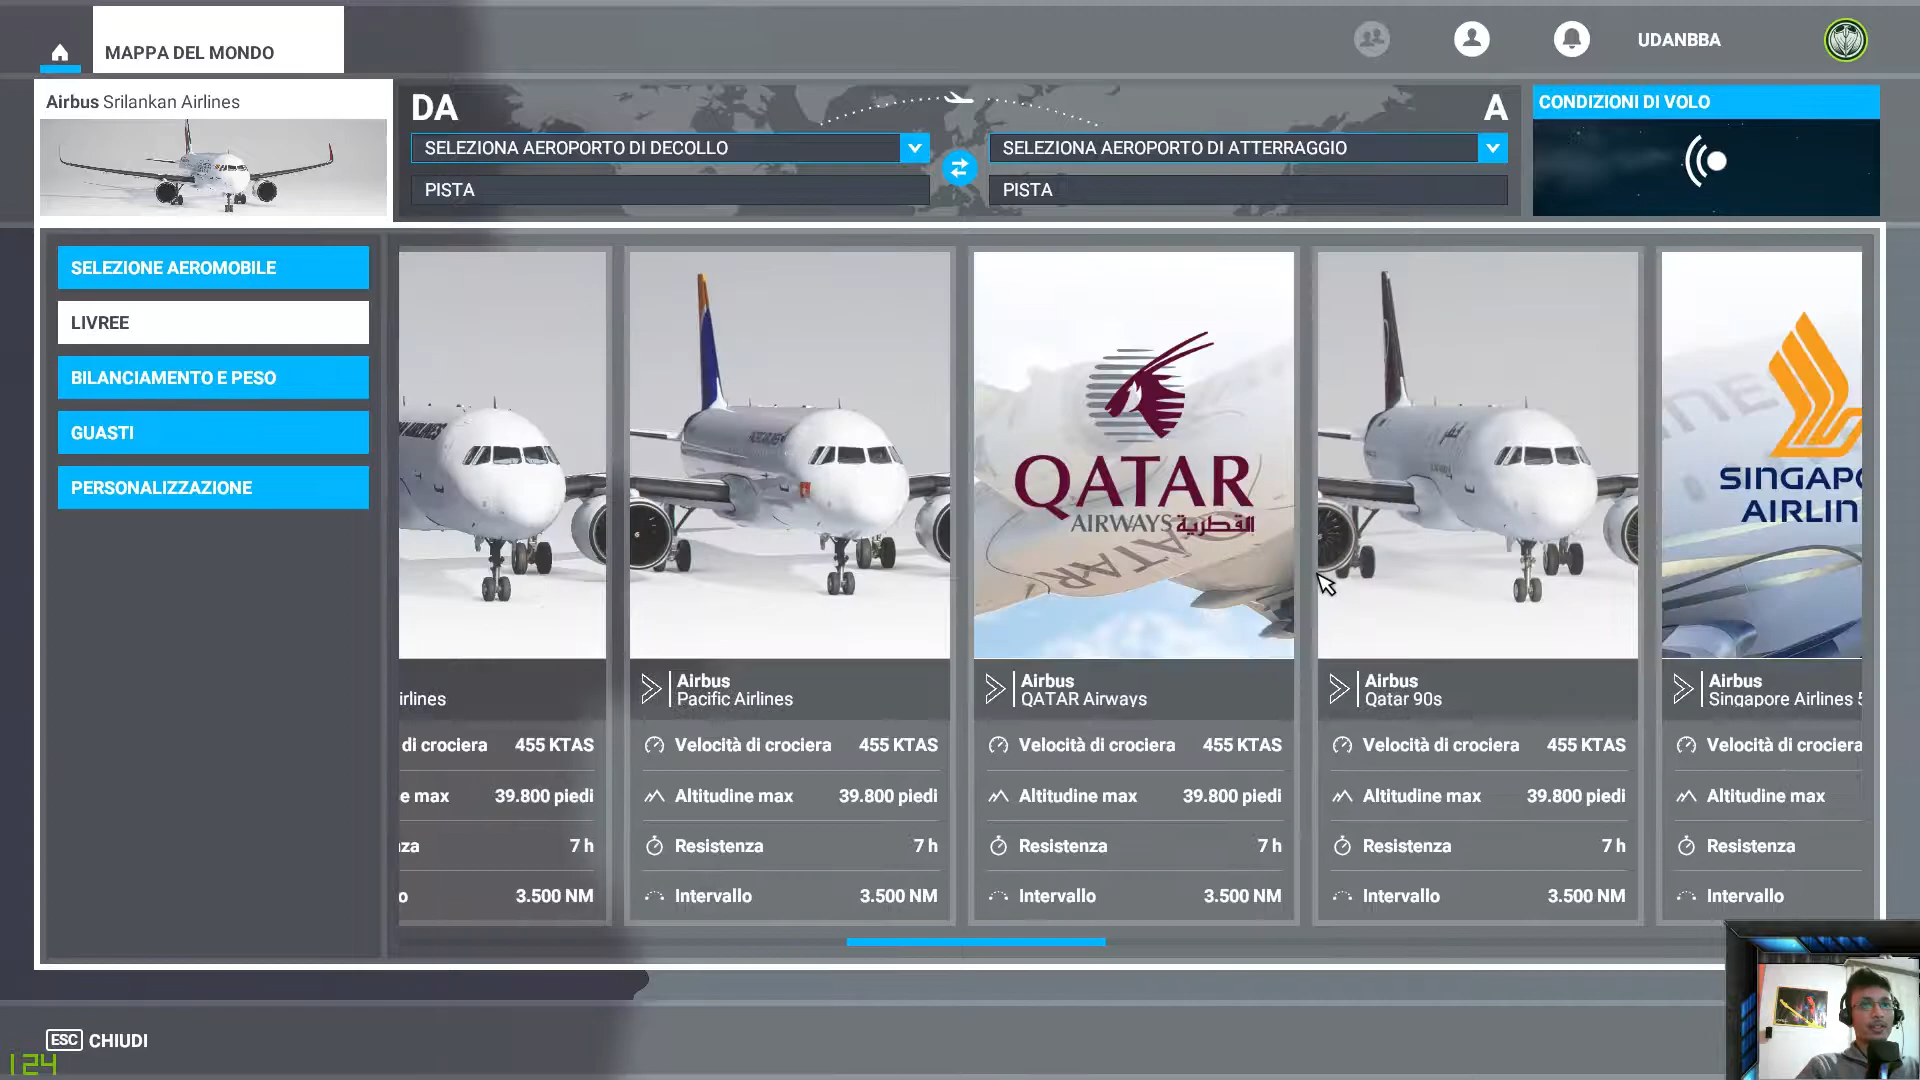 MAPPA DEL MONDO
UDANBBA
Airbus Srilankan Airlines
DA
A
SELEZIONA AEROPORTO DI DECOLLO
SELEZIONA AEROPORTO DI ATTERRAGGIO
PISTA
PISTA
CONDIZIONI DI VOLO
SELEZIONE AEROMOBILE
LIVREE
BILANCIAMENTO E PESO
GUASTI
PERSONALIZZAZIONE
QATAR
AIRWAYS القطرية
QATAR
SINGAPO
AIRLIN
irlines
di crociera 455 KTAS
e max 39.800 piedi
7 h
3.500 NM
Airbus
Pacific Airlines
Velocità di crociera 455 KTAS
Altitudine max 39.800 piedi
Resistenza 7 h
Intervallo 3.500 NM
Airbus
QATAR Airways
Velocità di crociera 455 KTAS
Altitudine max 39.800 piedi
Resistenza 7 h
Intervallo 3.500 NM
Airbus
Qatar 90s
Velocità di crociera 455 KTAS
Altitudine max 39.800 piedi
Resistenza 7 h
Intervallo 3.500 NM
Airbus
Singapore Airlines
Velocità di crociera
Altitudine max
Resistenza
Intervallo
ESC CHIUDI
124